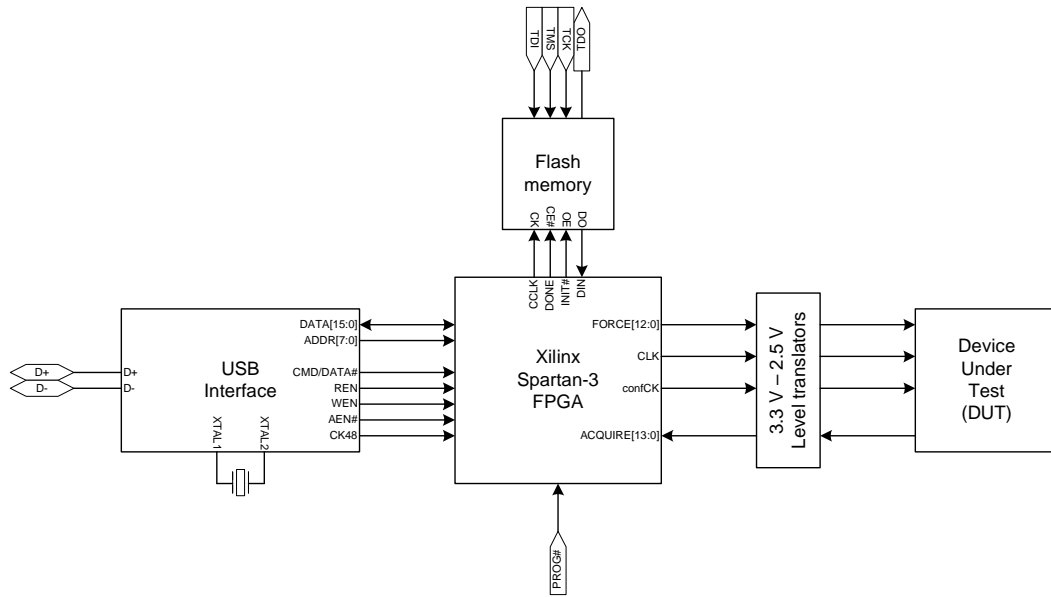 TDI
TMS
TCK
TDO
Flash
memory
CK
CE#
OE
DO
CCLK
DONE
INIT#
DIN
DATA[15:0]
ADDR[7:0]
USB
Interface
CMD/DATA#
REN
WEN
AEN#
CK48
D+
D-
D+
D-
XTAL1
XTAL2
Xilinx
Spartan-3
FPGA
FORCE[12:0]
CLK
confCK
ACQUIRE[13:0]
3.3 V – 2.5 V
Level translators
Device
Under
Test
(DUT)
PROG#